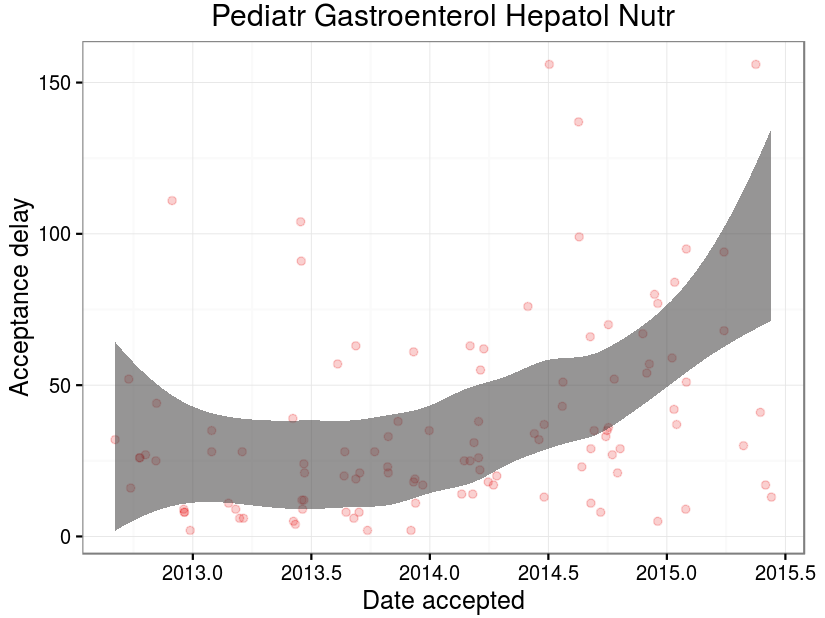 Pediatr Gastroenterol Hepatol Nutr
Acceptance delay
150
100
50
0
2013.0 2013.5 2014.0 2014.5 2015.0 2015.5
Date accepted